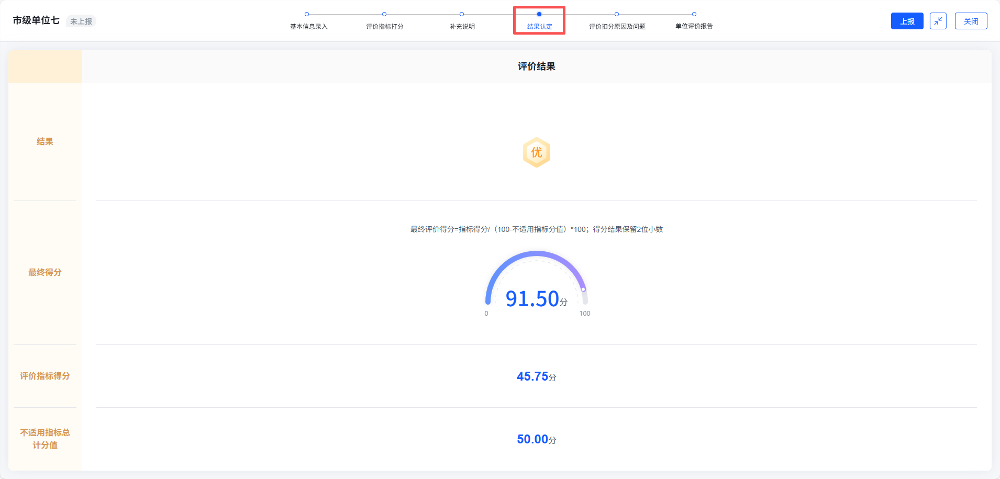 市级单位七
未上报
基本信息录入
评价指标打分
补充说明
结果认定
评价扣分原因及问题
单位评价报告
上报
关闭
评价结果
结果
优
最终得分
最终评价得分=指标得分/（100-不适用指标分值）*100；得分结果保留2位小数
91.50分
0
100
评价指标得分
45.75分
不适用指标总
计分值
50.00分